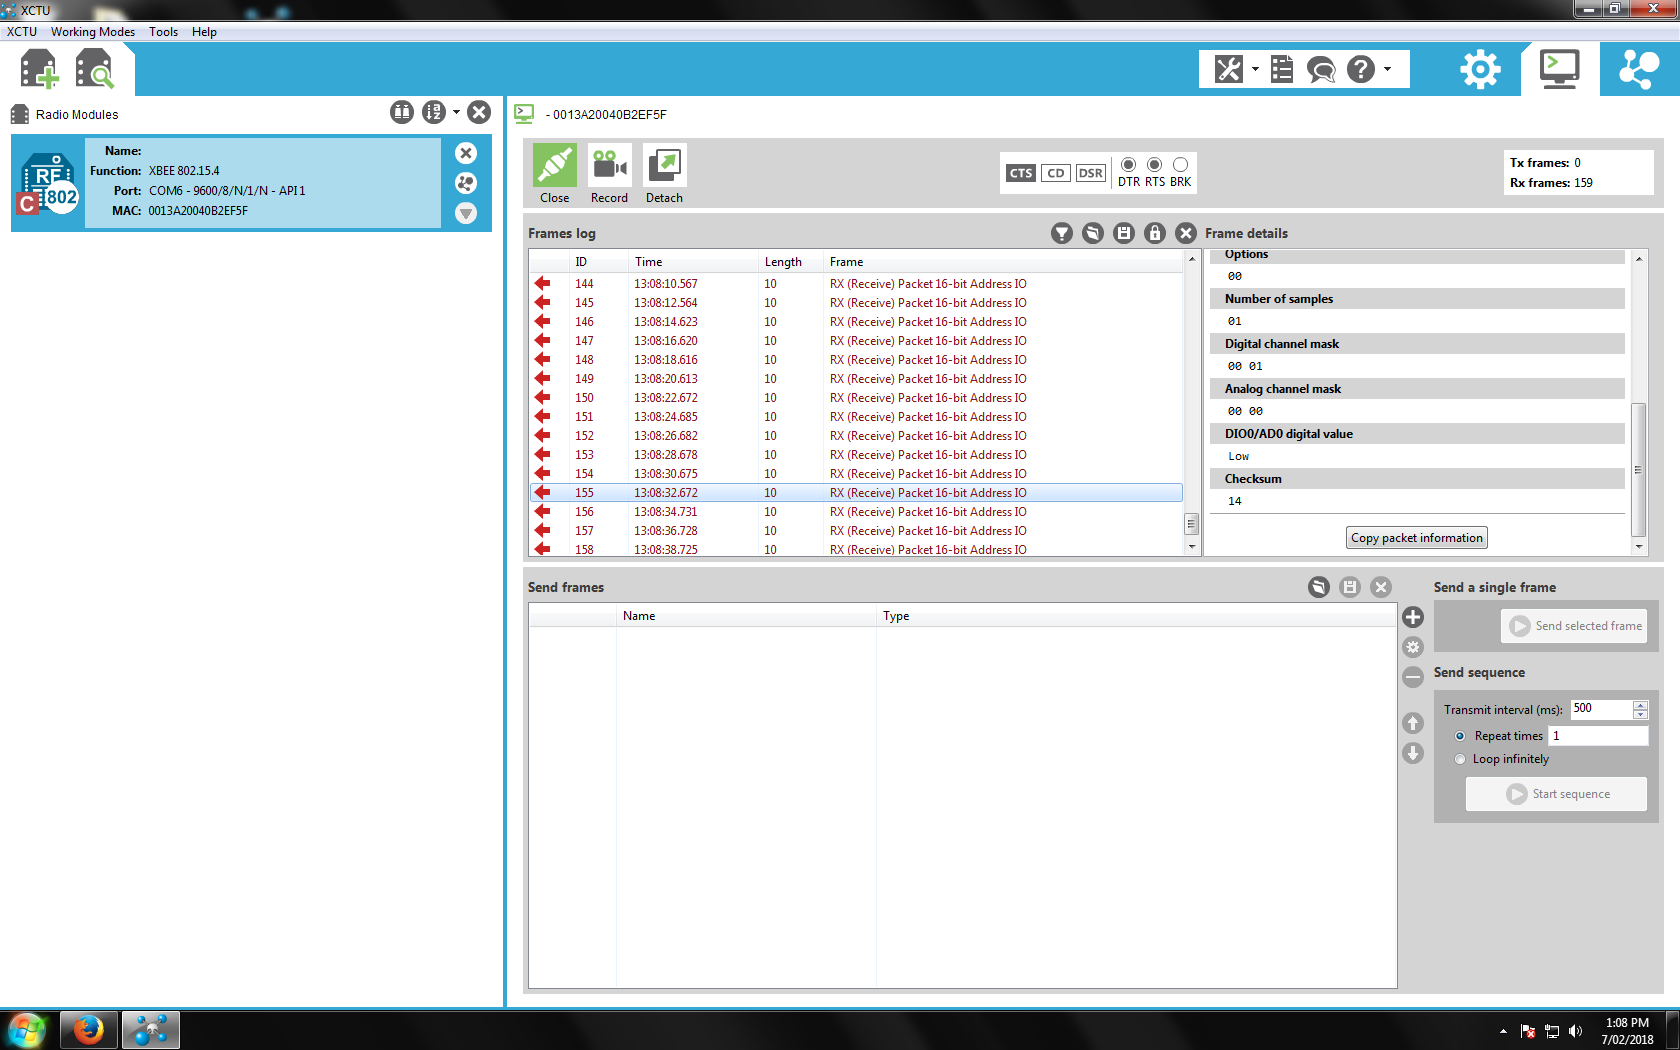 XCTU
XCTU Working Modes Tools Help
Radio Modules
RF
802
C
Name:
Function: XBEE 802.15.4
Port: COM6 - 9600/8/N/1/N - API 1
MAC: 0013A20040B2EF5F
- 0013A20040B2EF5F
Close Record Detach
CTS CD DSR DTR RTS BRK
Tx frames: 0
Rx frames: 159
Frames log
ID Time Length Frame
144 13:08:10.567 10 RX (Receive) Packet 16-bit Address IO
145 13:08:12.564 10 RX (Receive) Packet 16-bit Address IO
146 13:08:14.623 10 RX (Receive) Packet 16-bit Address IO
147 13:08:16.620 10 RX (Receive) Packet 16-bit Address IO
148 13:08:18.616 10 RX (Receive) Packet 16-bit Address IO
149 13:08:20.613 10 RX (Receive) Packet 16-bit Address IO
150 13:08:22.672 10 RX (Receive) Packet 16-bit Address IO
151 13:08:24.685 10 RX (Receive) Packet 16-bit Address IO
152 13:08:26.682 10 RX (Receive) Packet 16-bit Address IO
153 13:08:28.678 10 RX (Receive) Packet 16-bit Address IO
154 13:08:30.675 10 RX (Receive) Packet 16-bit Address IO
155 13:08:32.672 10 RX (Receive) Packet 16-bit Address IO
156 13:08:34.731 10 RX (Receive) Packet 16-bit Address IO
157 13:08:36.728 10 RX (Receive) Packet 16-bit Address IO
158 13:08:38.725 10 RX (Receive) Packet 16-bit Address IO
Frame details
Options
00
Number of samples
01
Digital channel mask
00 01
Analog channel mask
00 00
DIO0/AD0 digital value
Low
Checksum
14
Copy packet information
Send frames
Name Type
Send a single frame
Send selected frame
Send sequence
Transmit interval (ms): 500
Repeat times 1
Loop infinitely
Start sequence
1:08 PM
7/02/2018